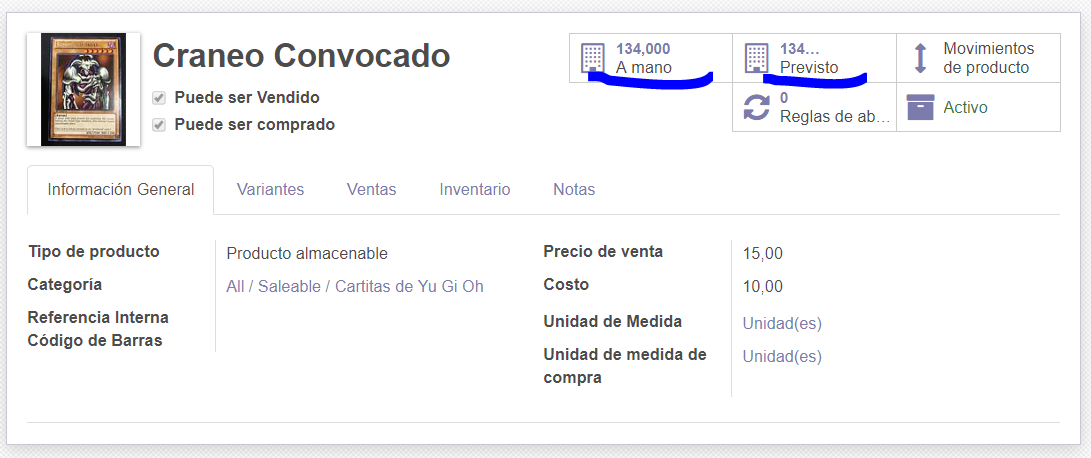 Craneo Convocado
Puede ser Vendido
Puede ser comprado
134,000
A mano
134…
Previsto
Movimientos
de producto
0
Reglas de ab…
Activo
Información General
Variantes
Ventas
Inventario
Notas
Tipo de producto
Producto almacenable
Categoría
All / Saleable / Cartitas de Yu Gi Oh
Referencia Interna
Código de Barras
Precio de venta
15,00
Costo
10,00
Unidad de Medida
Unidad(es)
Unidad de medida de
compra
Unidad(es)